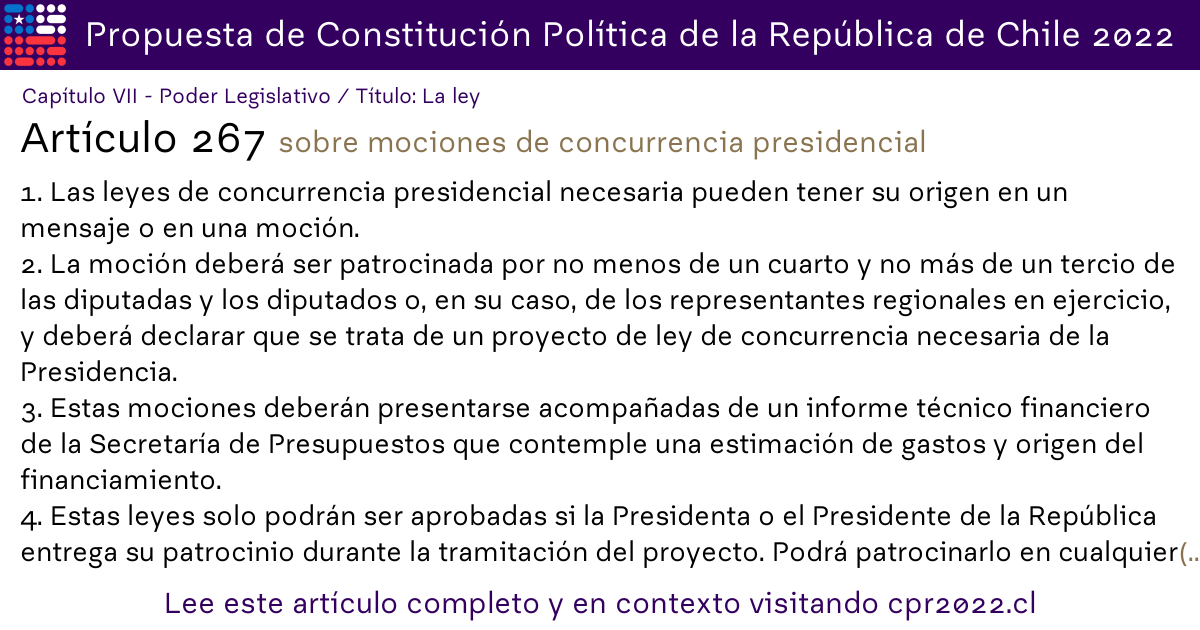 Propuesta de Constitución Política de la República de Chile 2022
Capítulo VII - Poder Legislativo / Título: La ley
Artículo 267 sobre mociones de concurrencia presidencial
1. Las leyes de concurrencia presidencial necesaria pueden tener su origen en un
mensaje o en una moción.
2. La moción deberá ser patrocinada por no menos de un cuarto y no más de un tercio de
las diputadas y los diputados o, en su caso, de los representantes regionales en ejercicio,
y deberá declarar que se trata de un proyecto de ley de concurrencia necesaria de la
Presidencia.
3. Estas mociones deberán presentarse acompañadas de un informe técnico financiero
de la Secretaría de Presupuestos que contemple una estimación de gastos y origen del
financiamiento.
4. Estas leyes solo podrán ser aprobadas si la Presidenta o el Presidente de la República
entrega su patrocinio durante la tramitación del proyecto. Podrá patrocinarlo en cualquier(..
Lee este artículo completo y en contexto visitando cpr2022.cl